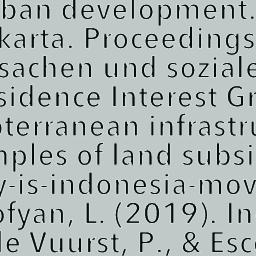 ban development.
karta. Proceedings
sachen und soziale
sidence Interest Gr
terranean infrastru
ples of land subsi
y-is-indonesia-mov
ofyan, L. (2019). In
le Vuurst, P., & Esco